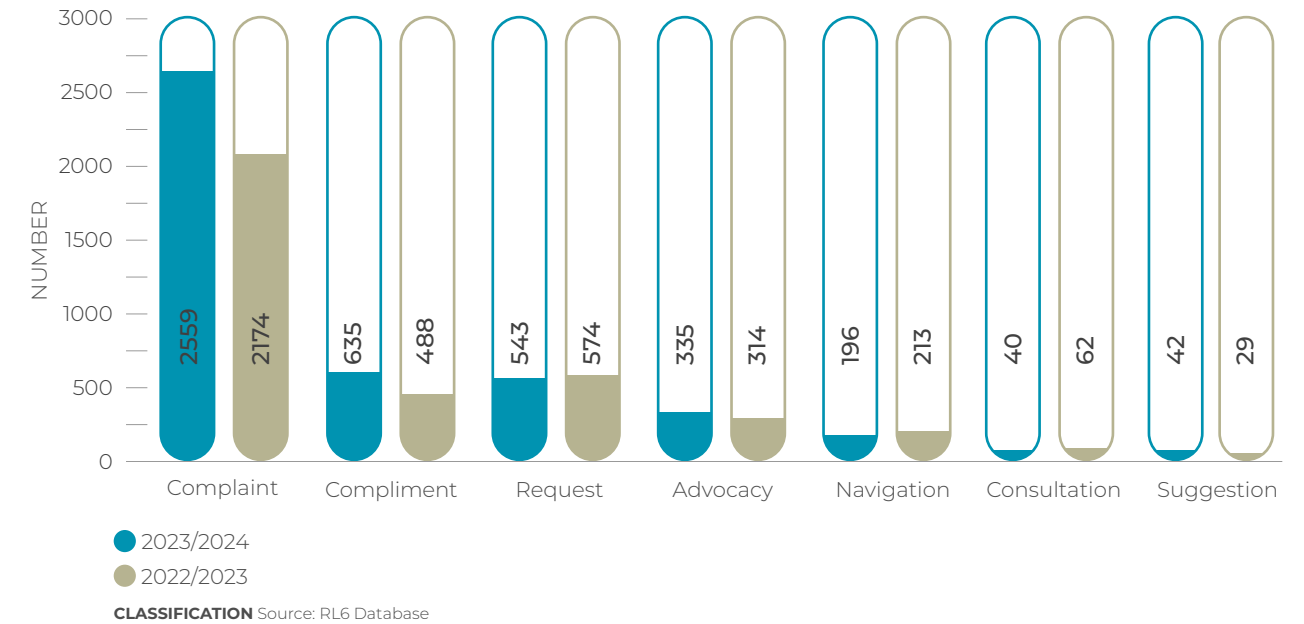 3000
2500
2000
1500
1000
500
0
NUMBER
2559
2174
635
488
543
574
335
314
196
213
40
62
42
29
Complaint
Compliment
Request
Advocacy
Navigation
Consultation
Suggestion
2023/2024
2022/2023
CLASSIFICATION Source: RL6 Database